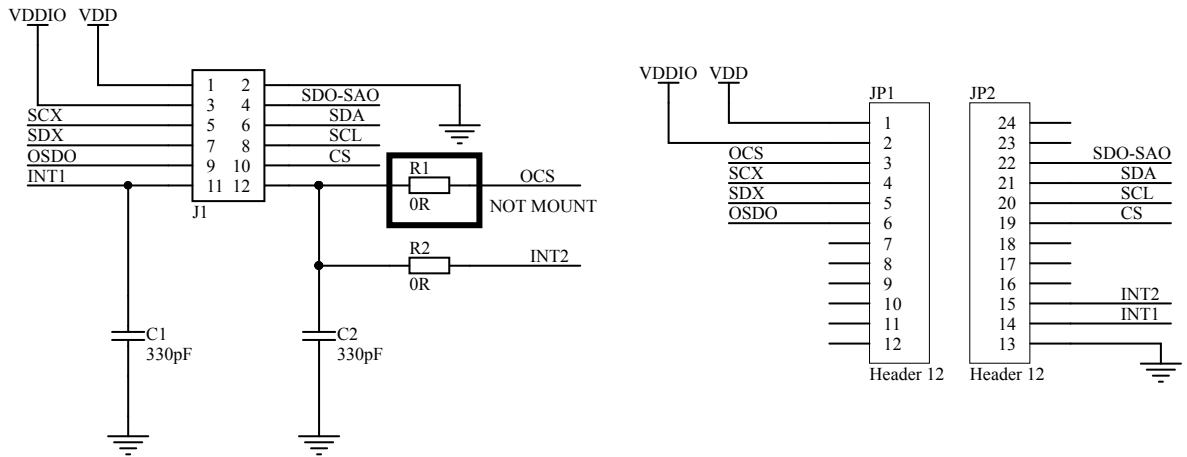 VDDIO VDD
1 2
3 4 SDO-SAO
SCX 5 6 SDA
SDX 7 8 SCL
OSDO 9 10 CS
INT1 11 12
J1
R1
0R
OCS
NOT MOUNT
R2
0R
INT2
C1
330pF
C2
330pF
VDDIO VDD
JP1
1
2
OCS 3
SCX 4
SDX 5
OSDO 6
7
8
9
10
11
12
Header 12
JP2
24
23
22 SDO-SAO
21 SDA
20 SCL
19 CS
18
17
16
15 INT2
14 INT1
13
Header 12